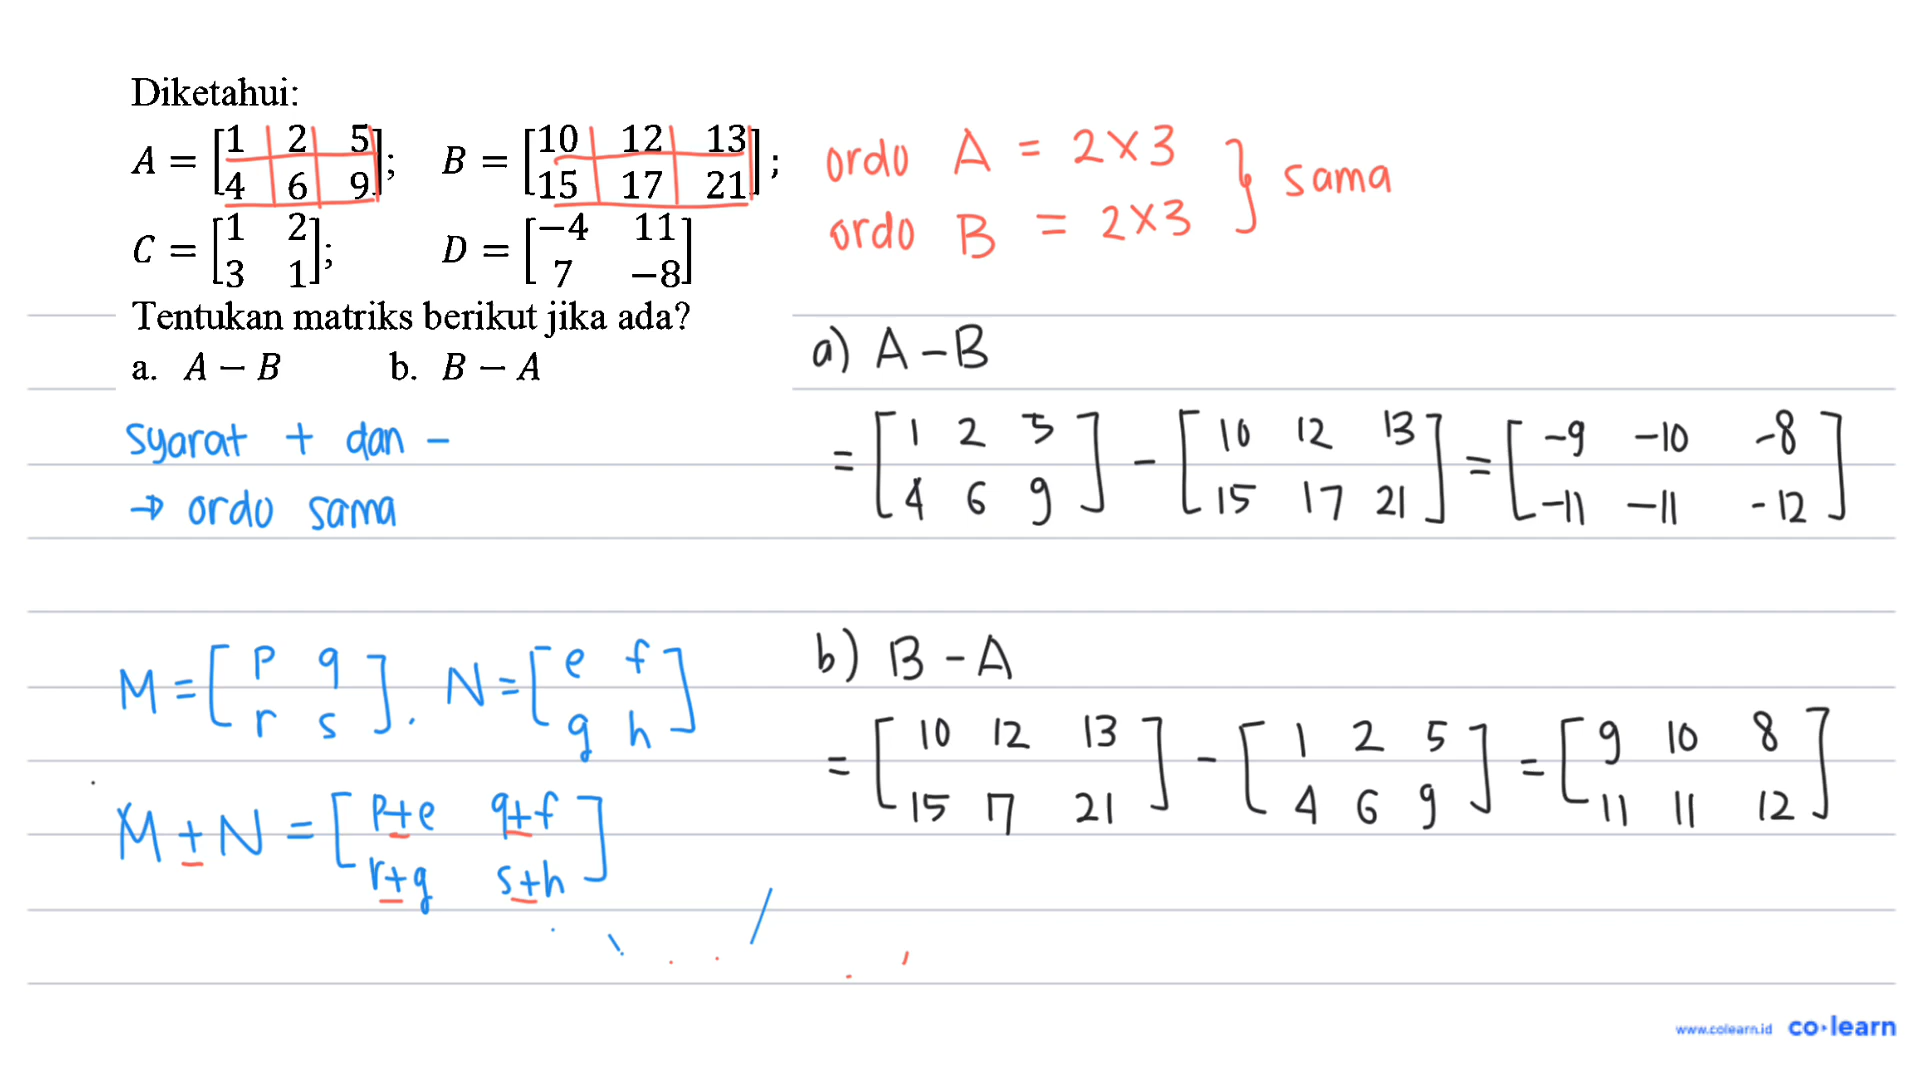 Diketahui:
A = [1 2 5; 4 6 9]; B = [10 12 13; 15 17 21];
C = [1 2; 3 1]; D = [-4 11; 7 -8]
Tentukan matriks berikut jika ada?
a. A - B b. B - A
syarat + dan -
→ ordo sama
M = [p q; r s], N = [e f; g h]
M ± N = [p±e q±f; r±g s±h]
ordo A = 2×3
ordo B = 2×3 } sama
a) A - B
= [1 2 5; 4 6 9] - [10 12 13; 15 17 21] = [-9 -10 -8; -11 -11 -12]
b) B - A
= [10 12 13; 15 17 21] - [1 2 5; 4 6 9] = [9 10 8; 11 11 12]
www.colearn.id co·learn